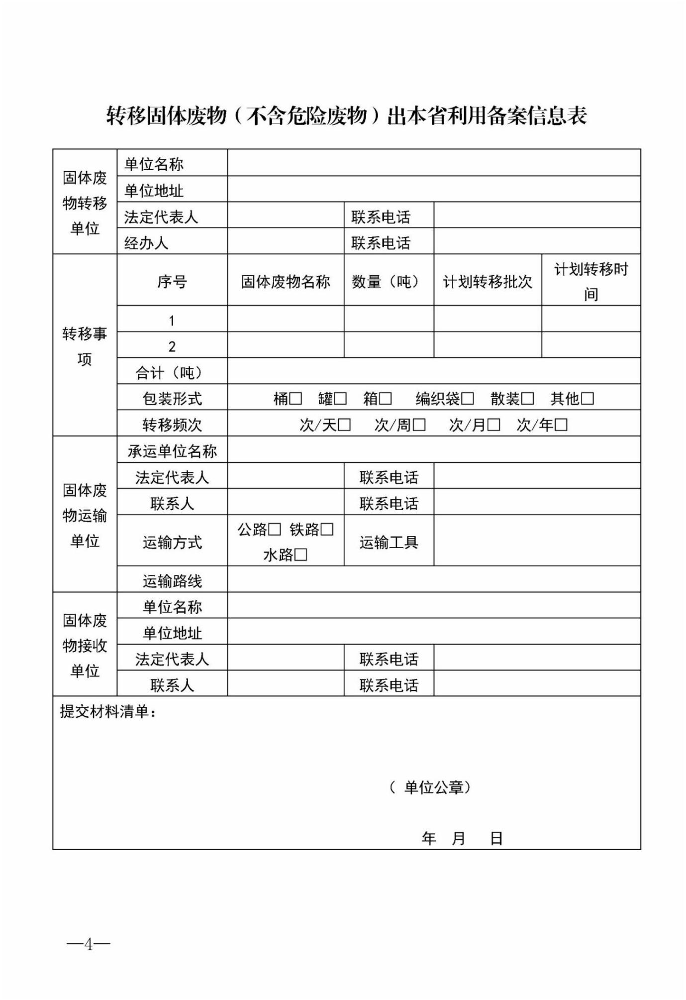 转移固体废物（不含危险废物）出本省利用备案信息表
固体废
物转移
单位
单位名称
单位地址
法定代表人 联系电话
经办人 联系电话
转移事
项
序号 固体废物名称 数量（吨） 计划转移批次 计划转移时
间
1
2
合计（吨）
包装形式 桶□ 罐□ 箱□ 编织袋□ 散装□ 其他□
转移频次 次/天□ 次/周□ 次/月□ 次/年□
固体废
物运输
单位
承运单位名称
法定代表人 联系电话
联系人 联系电话
运输方式 公路□ 铁路□
水路□
运输工具
运输路线
固体废
物接收
单位
单位名称
单位地址
法定代表人 联系电话
联系人 联系电话
提交材料清单：
（ 单位公章）
年 月 日
—4—